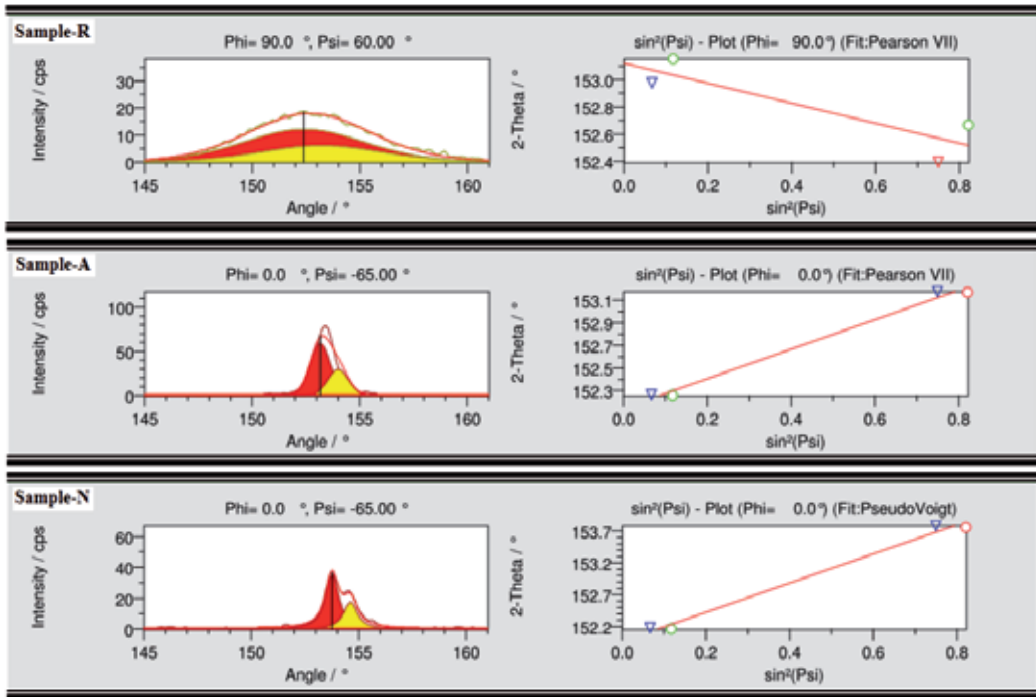 Sample-R
Phi= 90.0 °, Psi= 60.00 °
Intensity / cps
30
20
10
0
145 150 155 160
Angle / °
sin²(Psi) - Plot (Phi= 90.0°) (Fit:Pearson VII)
2-Theta / °
153.0
152.8
152.6
152.4
0.0 0.2 0.4 0.6 0.8
sin²(Psi)
Sample-A
Phi= 0.0 °, Psi= -65.00 °
Intensity / cps
100
50
0
145 150 155 160
Angle / °
sin²(Psi) - Plot (Phi= 0.0°) (Fit:Pearson VII)
2-Theta / °
153.1
152.9
152.7
152.5
152.3
0.0 0.2 0.4 0.6 0.8
sin²(Psi)
Sample-N
Phi= 0.0 °, Psi= -65.00 °
Intensity / cps
60
40
20
0
145 150 155 160
Angle / °
sin²(Psi) - Plot (Phi= 0.0°) (Fit:PseudoVoigt)
2-Theta / °
153.7
153.2
152.7
152.2
0.0 0.2 0.4 0.6 0.8
sin²(Psi)